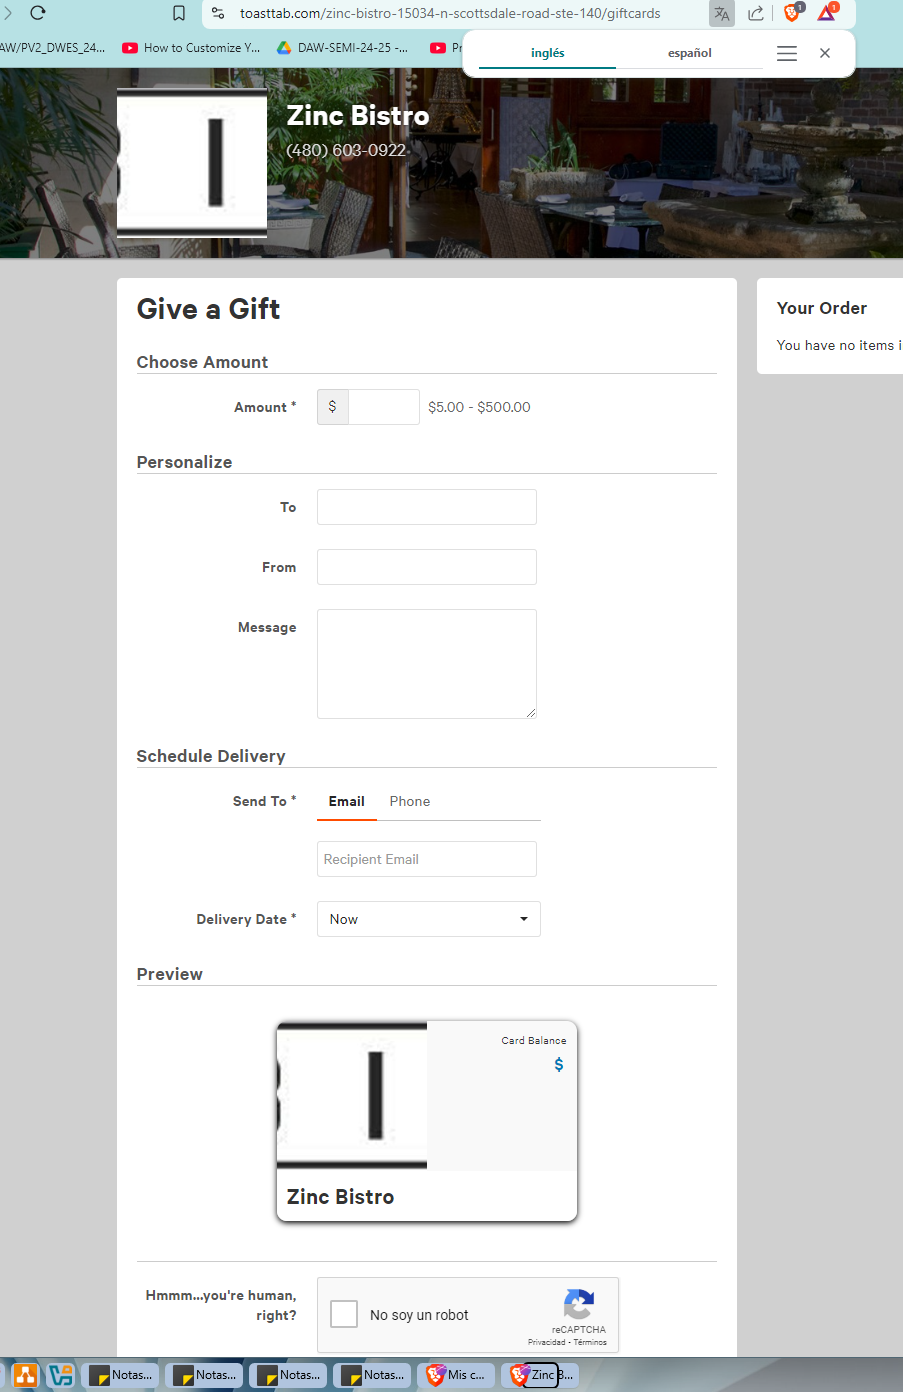 toasttab.com/zinc-bistro-15034-n-scottsdale-road-ste-140/giftcards
1
1
AW/PV2_DWES_24...
How to Customize Y...
DAW-SEMI-24-25 -...
inglés
español
Zinc Bistro
(480) 603-0922
Give a Gift
Your Order
You have no items i
Choose Amount
Amount *
$
$5.00 - $500.00
Personalize
To
From
Message
Schedule Delivery
Send To *
Email
Phone
Recipient Email
Delivery Date *
Now
Preview
Card Balance
$
Zinc Bistro
Hmmm...you're human,
right?
No soy un robot
reCAPTCHA
Privacidad - Términos
Notas...
Notas...
Notas...
Notas...
Mis c...
Zinc B...